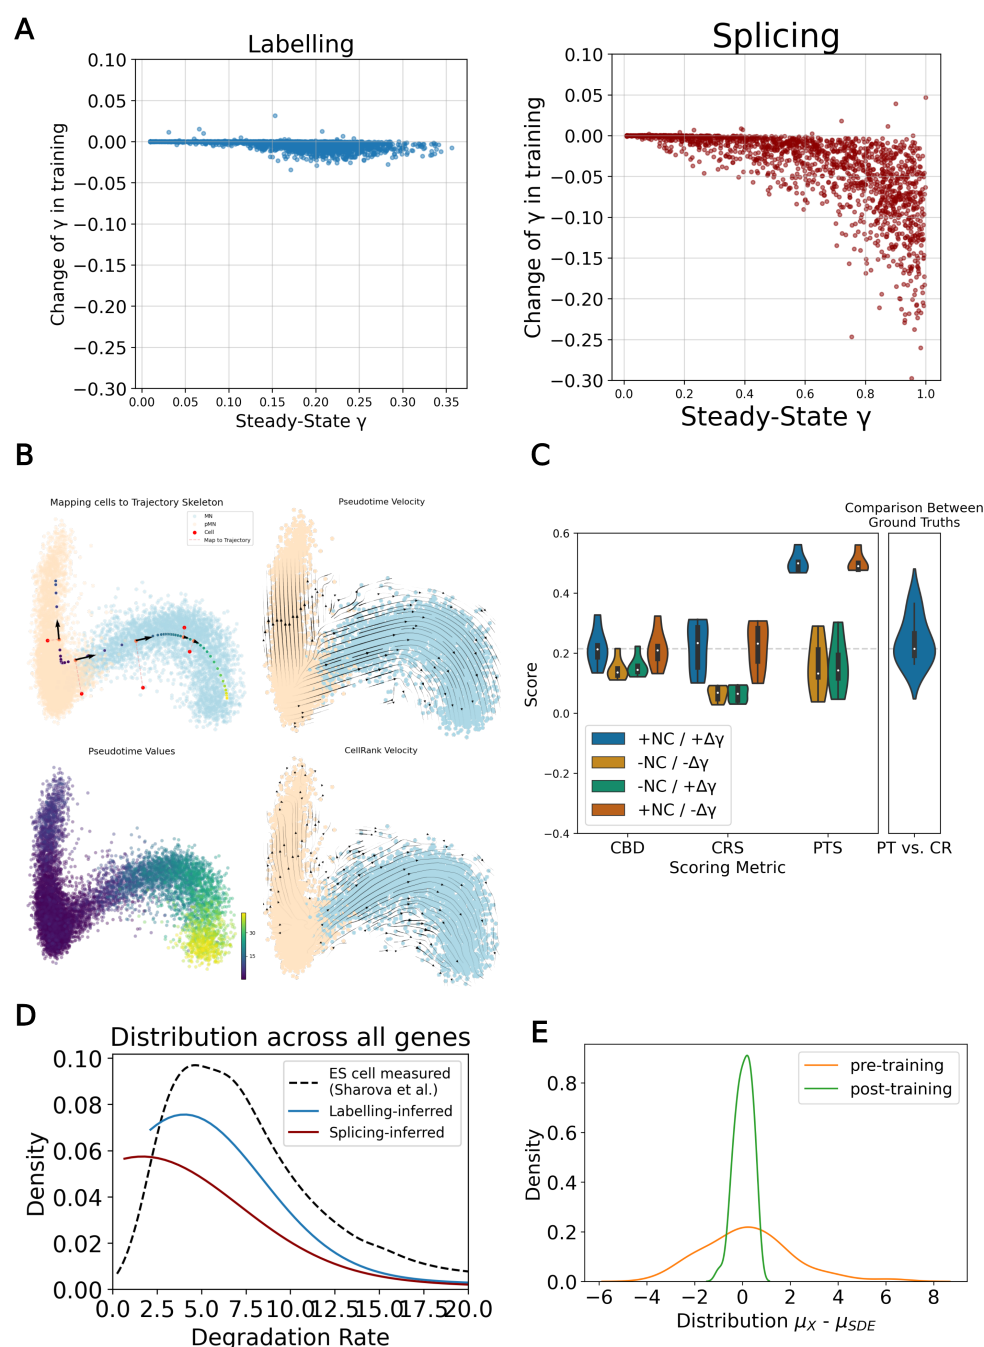 A
Labelling
0.10
0.05
0.00
−0.05
−0.10
−0.15
−0.20
−0.25
−0.30
Change of γ in training
0.00 0.05 0.10 0.15 0.20 0.25 0.30 0.35
Steady-State γ
Splicing
0.10
0.05
0.00
−0.05
−0.10
−0.15
−0.20
−0.25
−0.30
Change of γ in training
0.0 0.2 0.4 0.6 0.8 1.0
Steady-State γ
B
Mapping cells to Trajectory Skeleton
MN
pMN
Cell
Map to Trajectory
Pseudotime Velocity
Pseudotime Values
30
15
CellRank Velocity
C
Comparison Between
Ground Truths
0.6
0.4
0.2
0.0
−0.2
−0.4
Score
+NC / +Δγ
-NC / -Δγ
-NC / +Δγ
+NC / -Δγ
CBD CRS PTS PT vs. CR
Scoring Metric
D
Distribution across all genes
0.10
0.08
0.06
0.04
0.02
0.00
Density
ES cell measured
(Sharova et al.)
Labelling-inferred
Splicing-inferred
0.0 2.5 5.0 7.5 10.0 12.5 15.0 17.5 20.0
Degradation Rate
E
0.8
0.6
0.4
0.2
0.0
Density
pre-training
post-training
−6 −4 −2 0 2 4 6 8
Distribution μX - μSDE